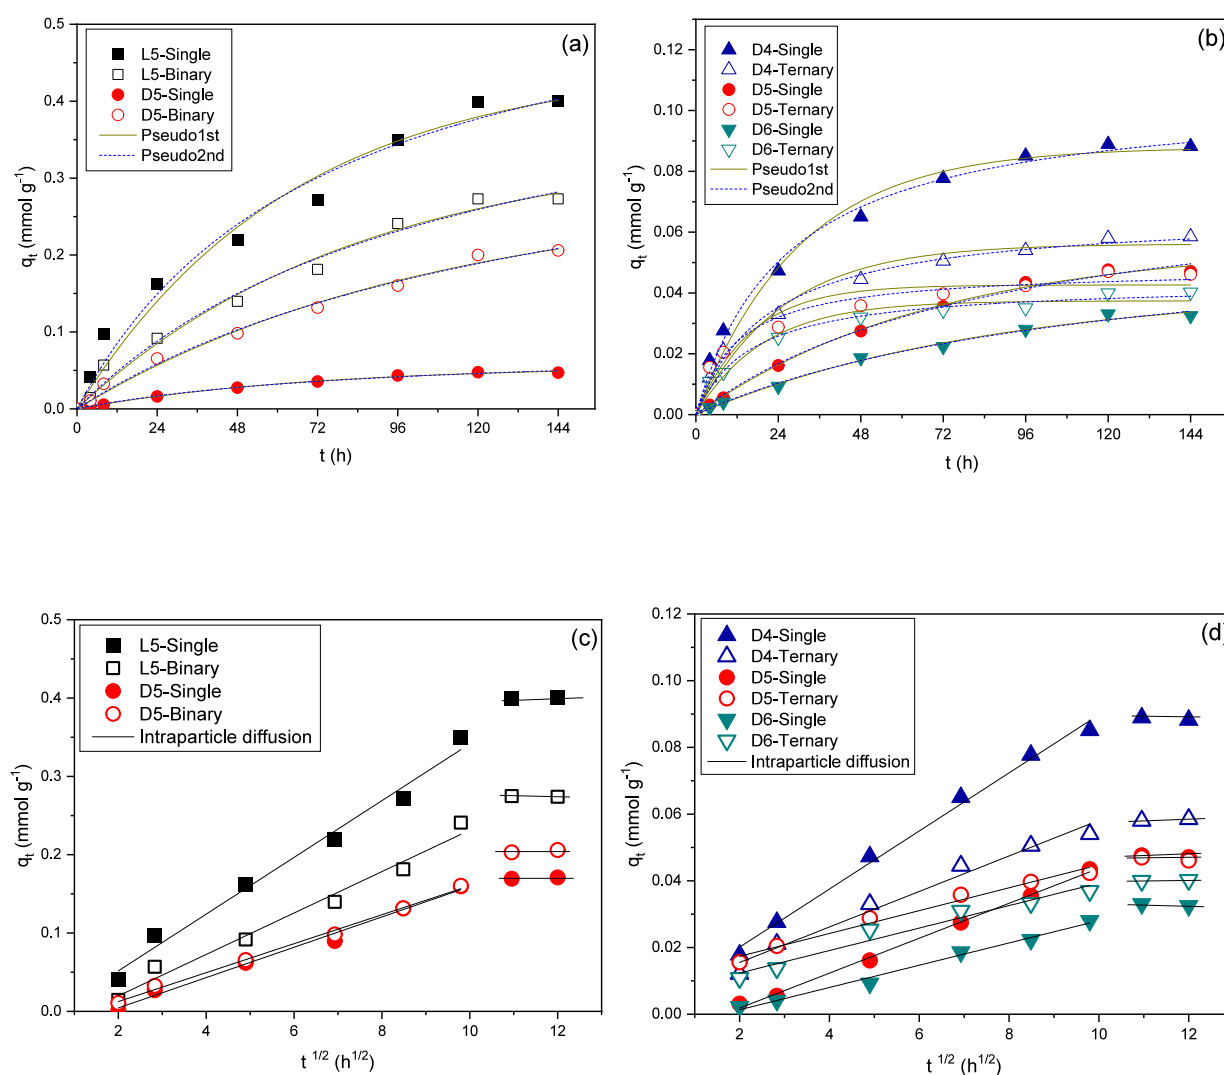 (a)
L5-Single
L5-Binary
D5-Single
D5-Binary
Pseudo1st
Pseudo2nd
0.5
0.4
0.3
0.2
0.1
0.0
qt (mmol g-1)
0 24 48 72 96 120 144
t (h)
(b)
D4-Single
D4-Ternary
D5-Single
D5-Ternary
D6-Single
D6-Ternary
Pseudo1st
Pseudo2nd
0.12
0.10
0.08
0.06
0.04
0.02
0.00
qt (mmol g-1)
0 24 48 72 96 120 144
t (h)
(c)
L5-Single
L5-Binary
D5-Single
D5-Binary
Intraparticle diffusion
0.5
0.4
0.3
0.2
0.1
0.0
qt (mmol g-1)
2 4 6 8 10 12
t 1/2 (h1/2)
(d)
D4-Single
D4-Ternary
D5-Single
D5-Ternary
D6-Single
D6-Ternary
Intraparticle diffusion
0.12
0.10
0.08
0.06
0.04
0.02
0.00
qt (mmol g-1)
2 4 6 8 10 12
t 1/2 (h1/2)